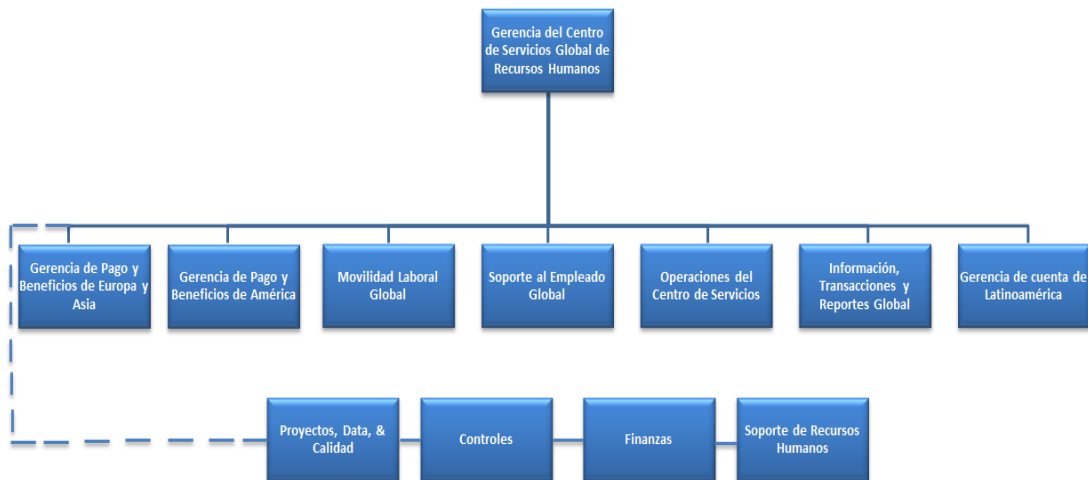 Gerencia del Centro
de Servicios Global de
Recursos Humanos
Gerencia de Pago y
Beneficios de Europa y
Asia
Gerencia de Pago y
Beneficios de América
Movilidad Laboral
Global
Soporte al Empleado
Global
Operaciones del
Centro de Servicios
Información,
Transacciones y
Reportes Global
Gerencia de cuenta de
Latinoamérica
Proyectos, Data, &
Calidad
Controles
Finanzas
Soporte de Recursos
Humanos